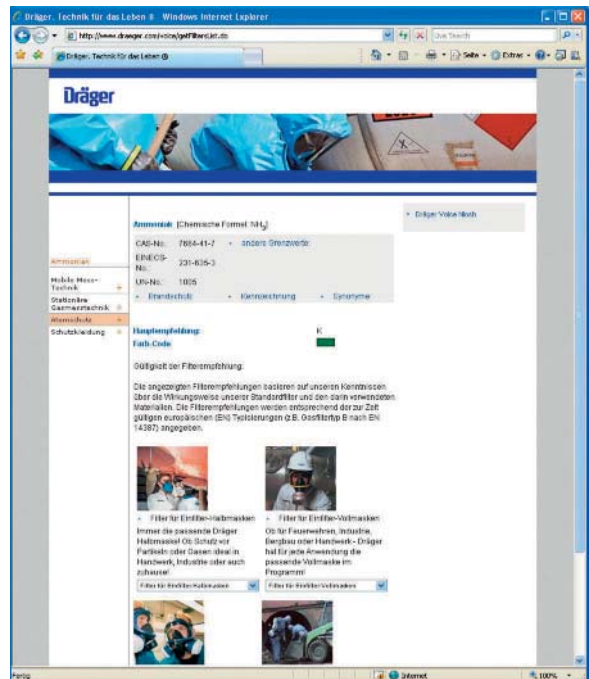 Dräger. Technik für das Leben ® Windows Internet Explorer
http://www.draeger.com/voice/getFiltersList.do
Live Search
Dräger. Technik für das Leben ®
Seite
Extras
Dräger
Dräger Voice Niosh
Ammoniak [Chemische Formel: NH3]
CAS-No. 7664-41-7 andere Grenzwerte
EINECS-No. 231-635-3
UN-No. 1005
Brandschutz Kennzeichnung Synonyme
Ammoniak
Mobile Mess-
Technik
Stationäre
Gasmesstechnik
Atemschutz
Schutzkleidung
Hauptempfehlung: K
Farb-Code
Gültigkeit der Filterempfehlung:
Die angezeigten Filterempfehlungen basieren auf unseren Kenntnissen
über die Wirkungsweise unserer Standardfilter und den darin verwendeten
Materialien. Die Filterempfehlungen werden entsprechend der zur Zeit
gültigen europäischen (EN) Typisierungen (z.B. Gasfiltertyp B nach EN
14387) angegeben.
Filter für Einfilter-Halbmasken
Immer die passende Dräger
Halbmaske! Ob Schutz vor
Partikeln oder Gasen ideal in
Handwerk, Industrie oder auch
zuhause!
Filter für Einfilter-Halbmasken
Filter für Einfilter-Vollmasken
Ob für Feuerwehren, Industrie,
Bergbau oder Handwerk - Dräger
hat für jede Anwendung die
passende Vollmaske im
Programm!
Filter für Einfilter-Vollmasken
Fertig
Internet
100%